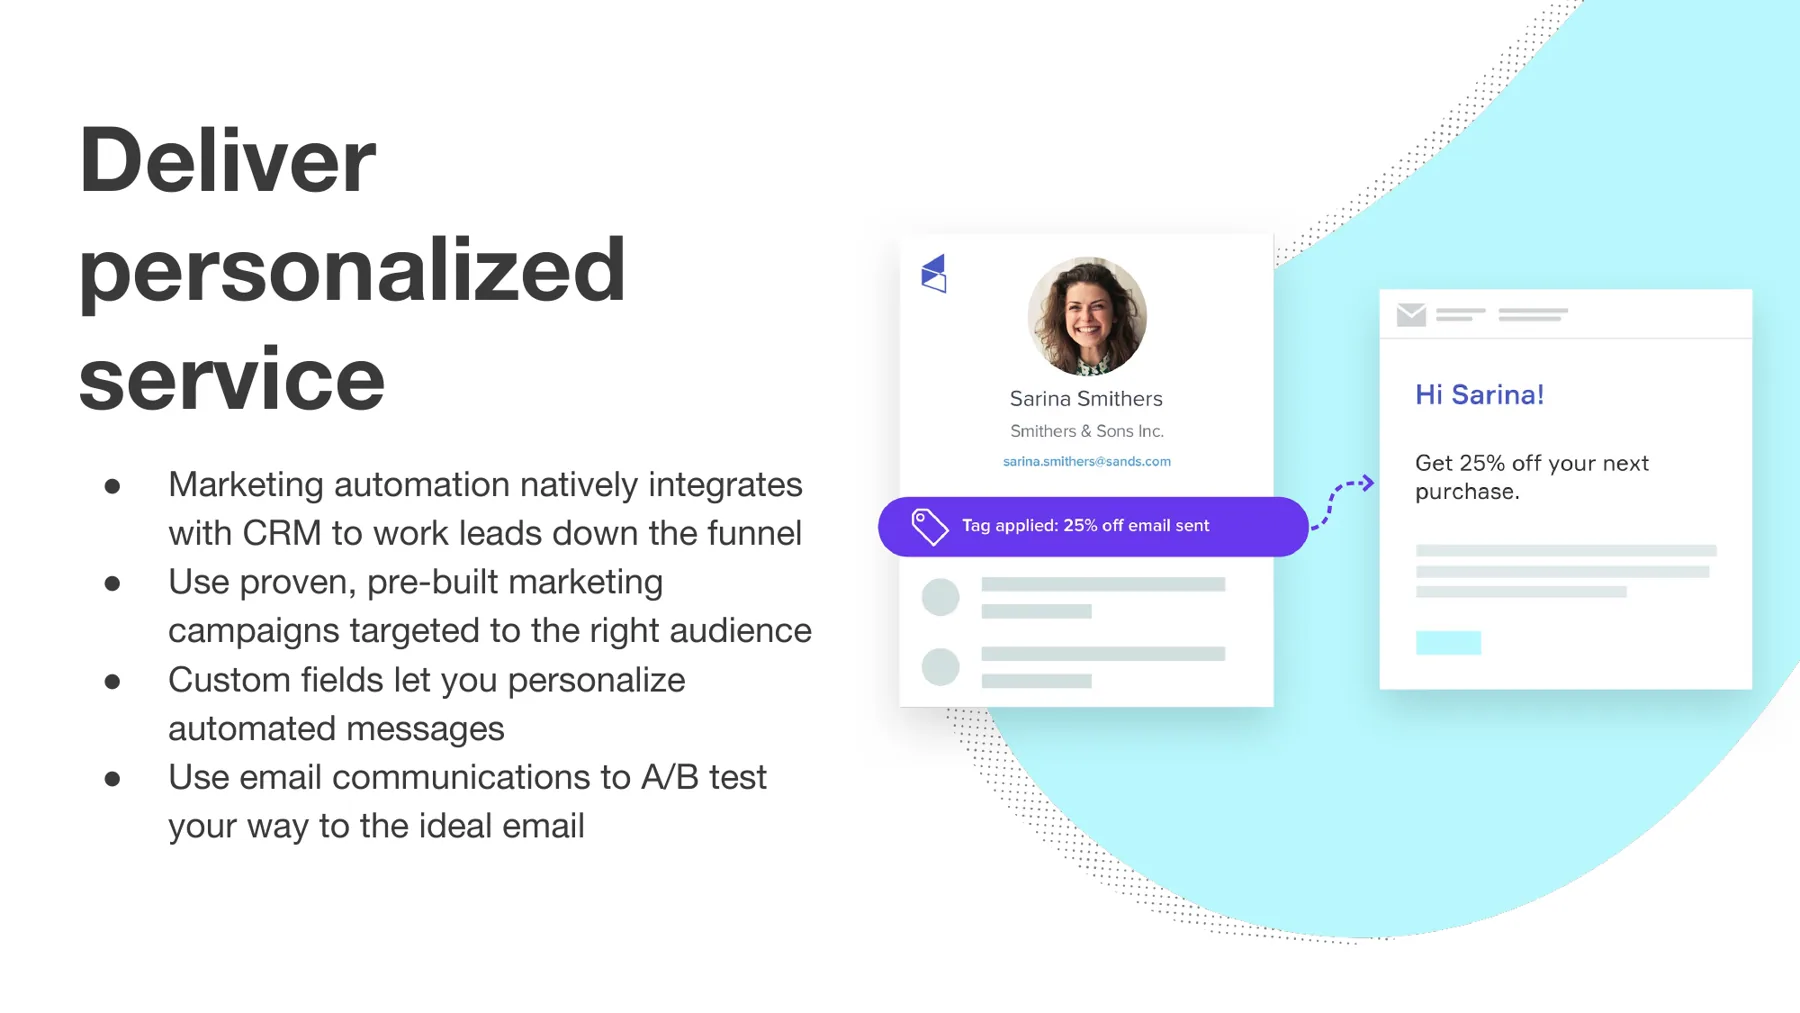 Deliver
personalized
service
● Marketing automation natively integrates
with CRM to work leads down the funnel
● Use proven, pre-built marketing
campaigns targeted to the right audience
● Custom fields let you personalize
automated messages
● Use email communications to A/B test
your way to the ideal email
Sarina Smithers
Smithers & Sons Inc.
sarina.smithers@sands.com
Tag applied: 25% off email sent
Hi Sarina!
Get 25% off your next
purchase.